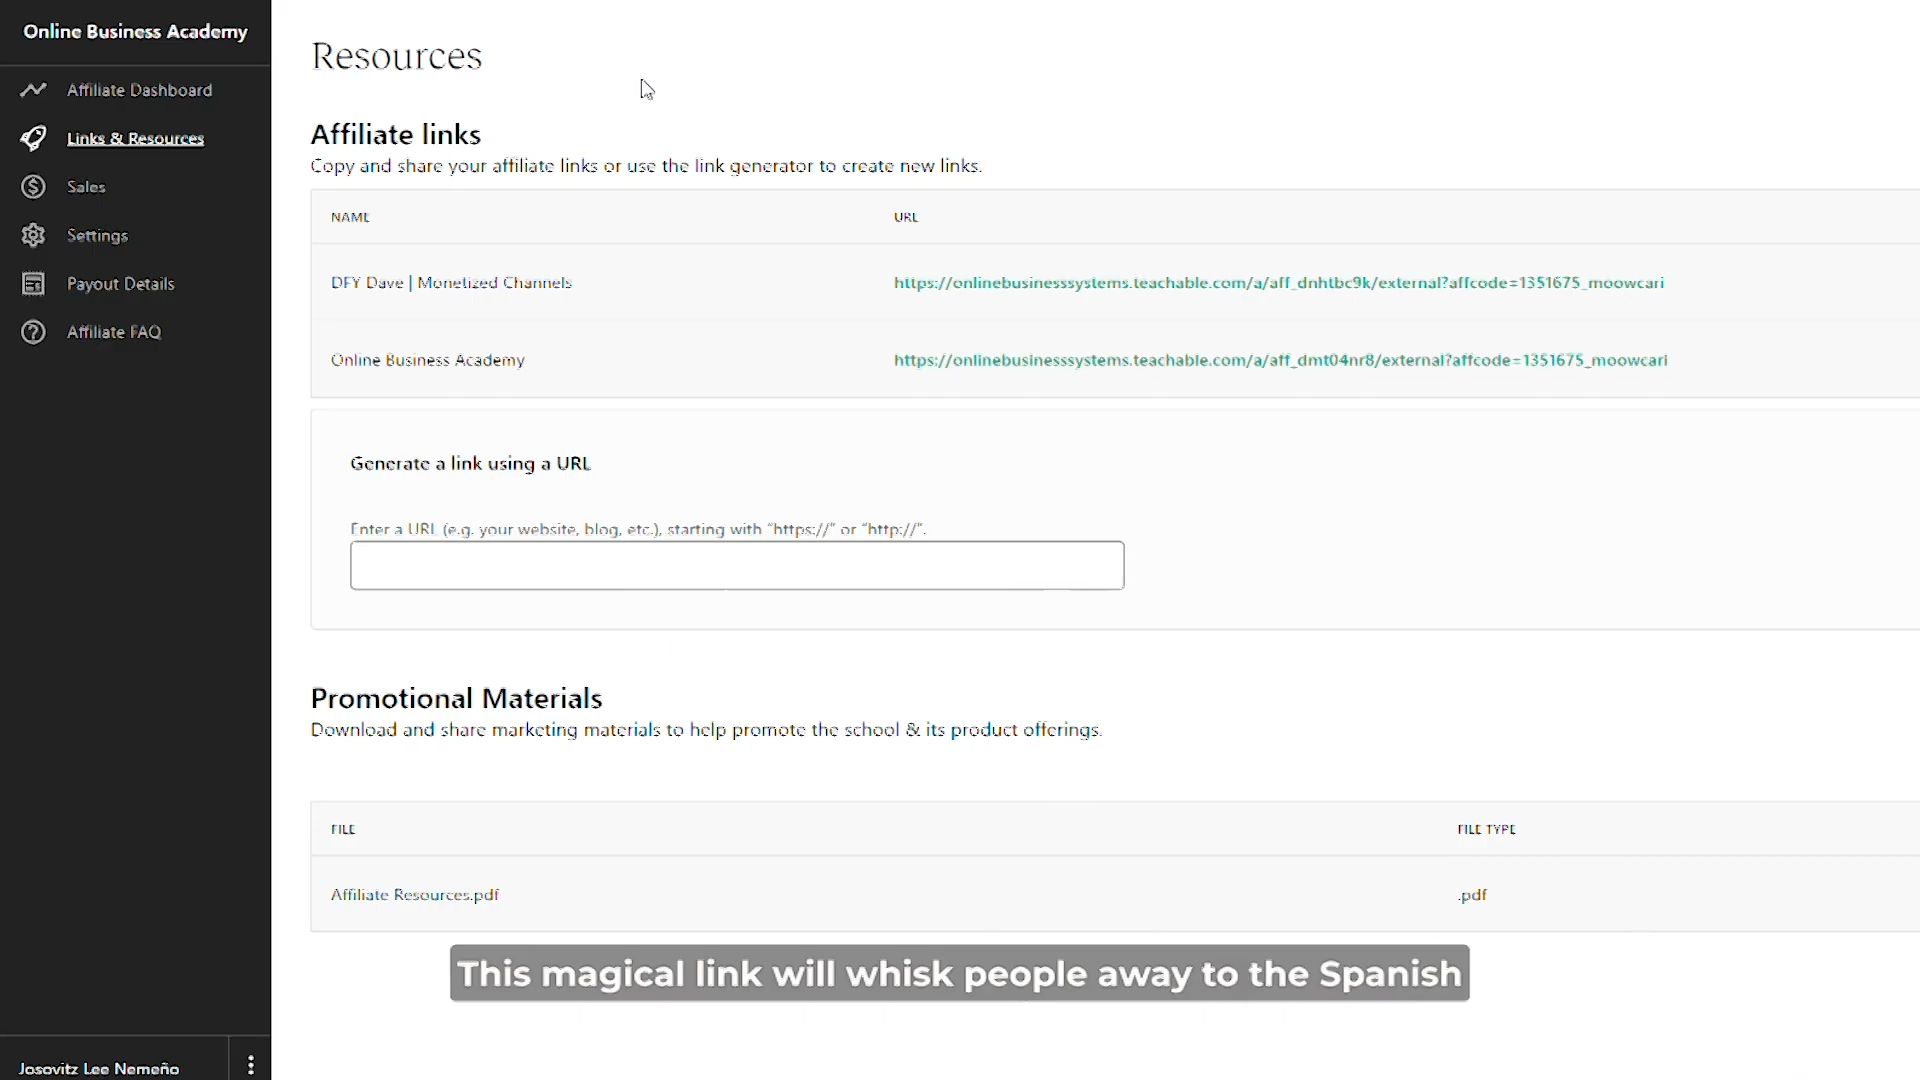 Online Business Academy
Affiliate Dashboard
Links & Resources
Sales
Settings
Payout Details
Affiliate FAQ
Josovitz Lee Nemeño
Resources
Affiliate links
Copy and share your affiliate links or use the link generator to create new links.
NAME URL
DFY Dave | Monetized Channels https://onlinebusinesssystems.teachable.com/a/aff_dnhtbc9k/external?affcode=1351675_moowcari
Online Business Academy https://onlinebusinesssystems.teachable.com/a/aff_dmt04nr8/external?affcode=1351675_moowcari
Generate a link using a URL
Enter a URL (e.g. your website, blog, etc.), starting with "https://" or "http://".
Promotional Materials
Download and share marketing materials to help promote the school & its product offerings.
FILE FILE TYPE
Affiliate Resources.pdf .pdf
This magical link will whisk people away to the Spanish